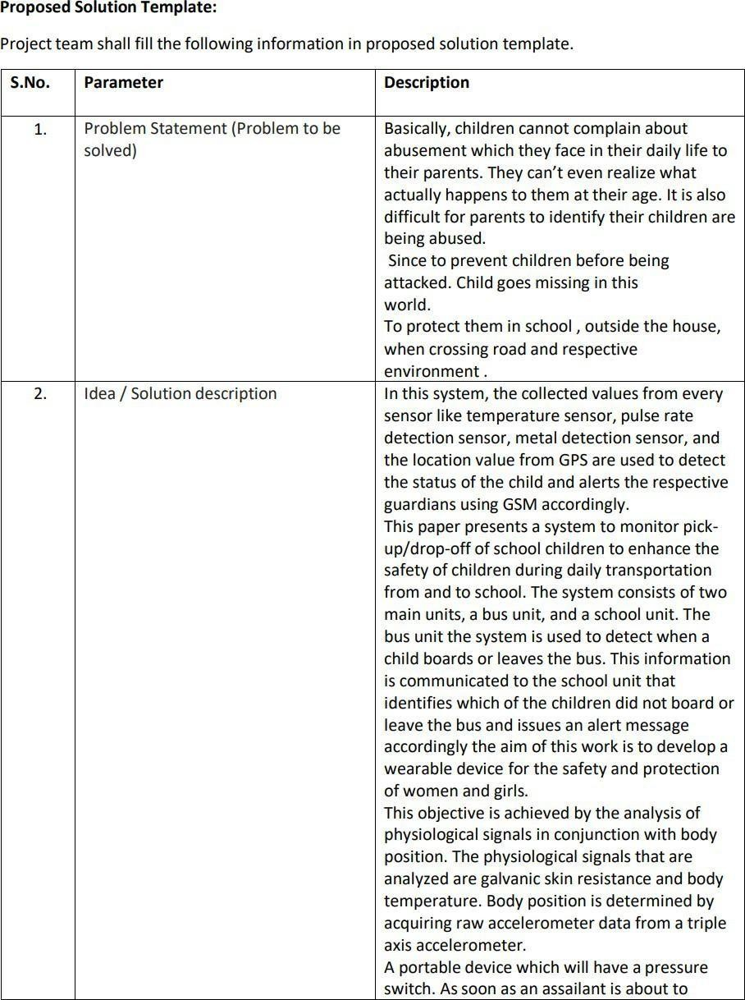 Proposed Solution Template:
Project team shall fill the following information in proposed solution template.
S.No. Parameter Description
1. Problem Statement (Problem to be
solved)
Basically, children cannot complain about
abusement which they face in their daily life to
their parents. They can’t even realize what
actually happens to them at their age. It is also
difficult for parents to identify their children are
being abused.
Since to prevent children before being
attacked. Child goes missing in this
world.
To protect them in school , outside the house,
when crossing road and respective
environment .
2. Idea / Solution description
In this system, the collected values from every
sensor like temperature sensor, pulse rate
detection sensor, metal detection sensor, and
the location value from GPS are used to detect
the status of the child and alerts the respective
guardians using GSM accordingly.
This paper presents a system to monitor pick-
up/drop-off of school children to enhance the
safety of children during daily transportation
from and to school. The system consists of two
main units, a bus unit, and a school unit. The
bus unit the system is used to detect when a
child boards or leaves the bus. This information
is communicated to the school unit that
identifies which of the children did not board or
leave the bus and issues an alert message
accordingly the aim of this work is to develop a
wearable device for the safety and protection
of women and girls.
This objective is achieved by the analysis of
physiological signals in conjunction with body
position. The physiological signals that are
analyzed are galvanic skin resistance and body
temperature. Body position is determined by
acquiring raw accelerometer data from a triple
axis accelerometer.
A portable device which will have a pressure
switch. As soon as an assailant is about to